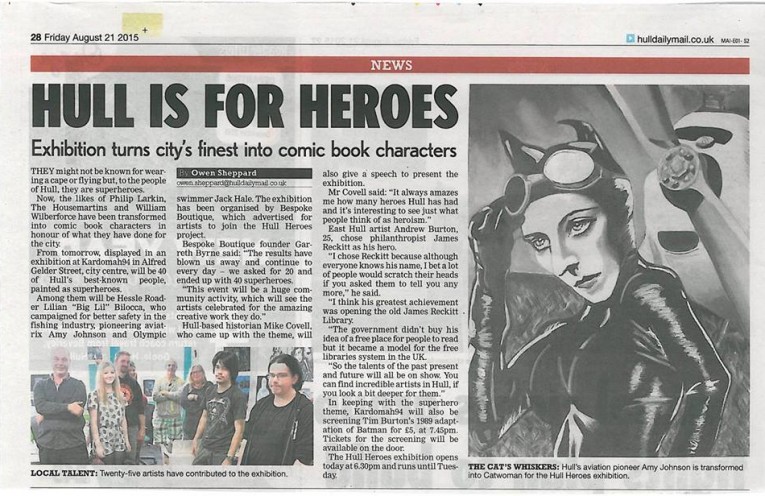 28 Friday August 21 2015
hulldailymail.co.uk MAI-E01-S2
NEWS
HULL IS FOR HEROES
Exhibition turns city's finest into comic book characters
THEY might not be known for wear-
ing a cape or flying but, to the people
of Hull, they are superheroes.
Now, the likes of Philip Larkin,
The Housemartins and William
Wilberforce have been transformed
into comic book characters in
honour of what they have done for
the city.
From tomorrow, displayed in an
exhibition at Kardomah94 in Alfred
Gelder Street, city centre, will be 40
of Hull's best-known people,
painted as superheroes.
Among them will be Hessle Road-
er Lilian "Big Lil" Bilocca, who
campaigned for better safety in the
fishing industry, pioneering aviat-
rix Amy Johnson and Olympic
By Owen Sheppard
owen.sheppard@hulldailymail.co.uk
swimmer Jack Hale. The exhibition
has been organised by Bespoke
Boutique, which advertised for
artists to join the Hull Heroes
project.
Bespoke Boutique founder Gar-
reth Byrne said: "The results have
blown us away and continue to
every day – we asked for 20 and
ended up with 40 superheroes.
"This event will be a huge com-
munity activity, which will see the
artists celebrated for the amazing
creative work they do."
Hull-based historian Mike Covell,
who came up with the theme, will
also give a speech to present the
exhibition.
Mr Covell said: "It always amazes
me how many heroes Hull has had
and it's interesting to see just what
people think of as heroism."
East Hull artist Andrew Burton,
25, chose philanthropist James
Reckitt as his hero.
"I chose Reckitt because although
everyone knows his name, I bet a lot
of people would scratch their heads
if you asked them to tell you any
more," he said.
"I think his greatest achievement
was opening the old James Reckitt
Library.
"The government didn't buy his
idea of a free place for people to read
but it became a model for the free
libraries system in the UK.
"So the talents of the past present
and future will all be on show. You
can find incredible artists in Hull, if
you look a bit deeper for them."
In keeping with the superhero
theme, Kardomah94 will also be
screening Tim Burton's 1989 adapt-
ation of Batman for £5, at 7.45pm.
Tickets for the screening will be
available on the door.
The Hull Heroes exhibition opens
today at 6.30pm and runs until Tues-
day.
LOCAL TALENT: Twenty-five artists have contributed to the exhibition.
THE CAT'S WHISKERS: Hull's aviation pioneer Amy Johnson is transformed
into Catwoman for the Hull Heroes exhibition.